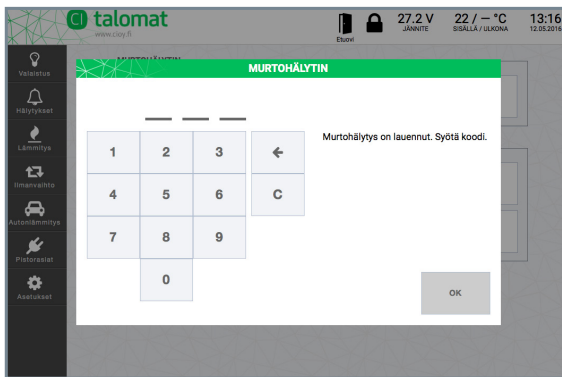 CI talomat
www.cioy.fi
Etuovi
27.2 V
JÄNNITE
22 / — °C
SISÄLLÄ / ULKONA
13:16
12.05.2016
Valaistus
Hälytykset
Lämmitys
Ilmanvaihto
Autonlämmitys
Pistorasiat
Asetukset
MURTOHÄLYTIN
Murtohälytys on lauennut. Syötä koodi.
1 2 3
4 5 6 C
7 8 9
0
OK